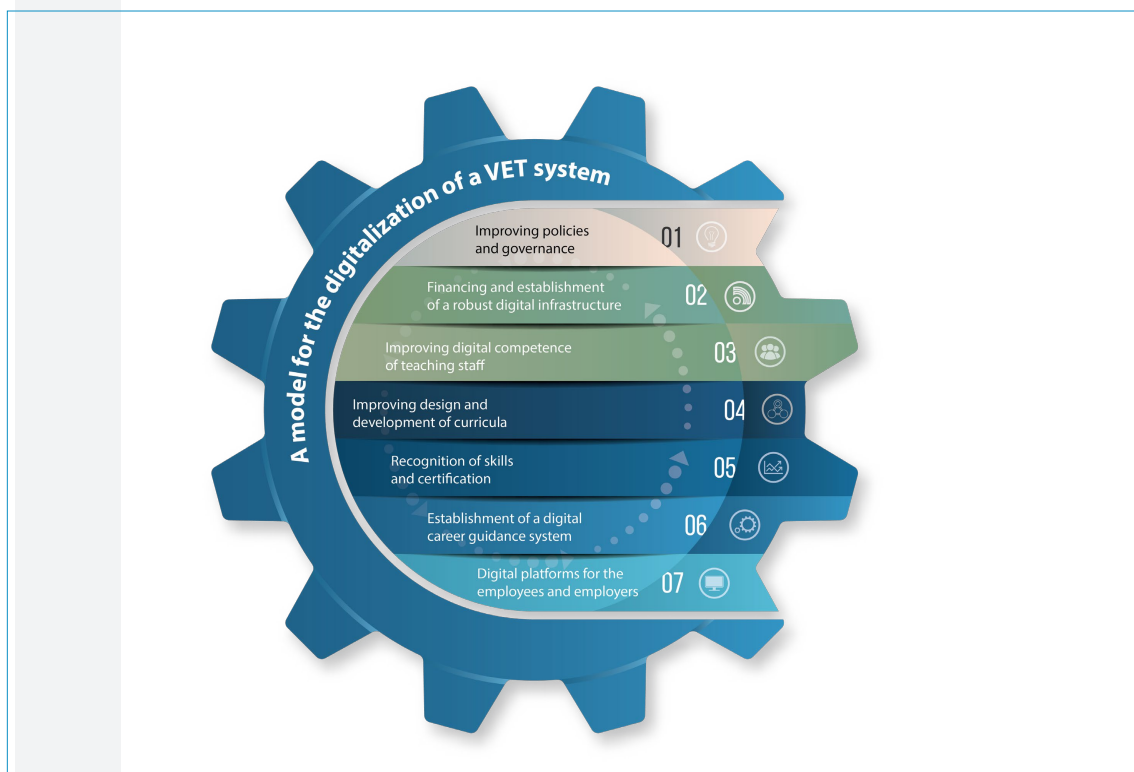 A model for the digitalization of a VET system
Improving policies
and governance
01
Financing and establishment
of a robust digital infrastructure
02
Improving digital competence
of teaching staff
03
Improving design and
development of curricula
04
Recognition of skills
and certification
05
Establishment of a digital
career guidance system
06
Digital platforms for the
employees and employers
07